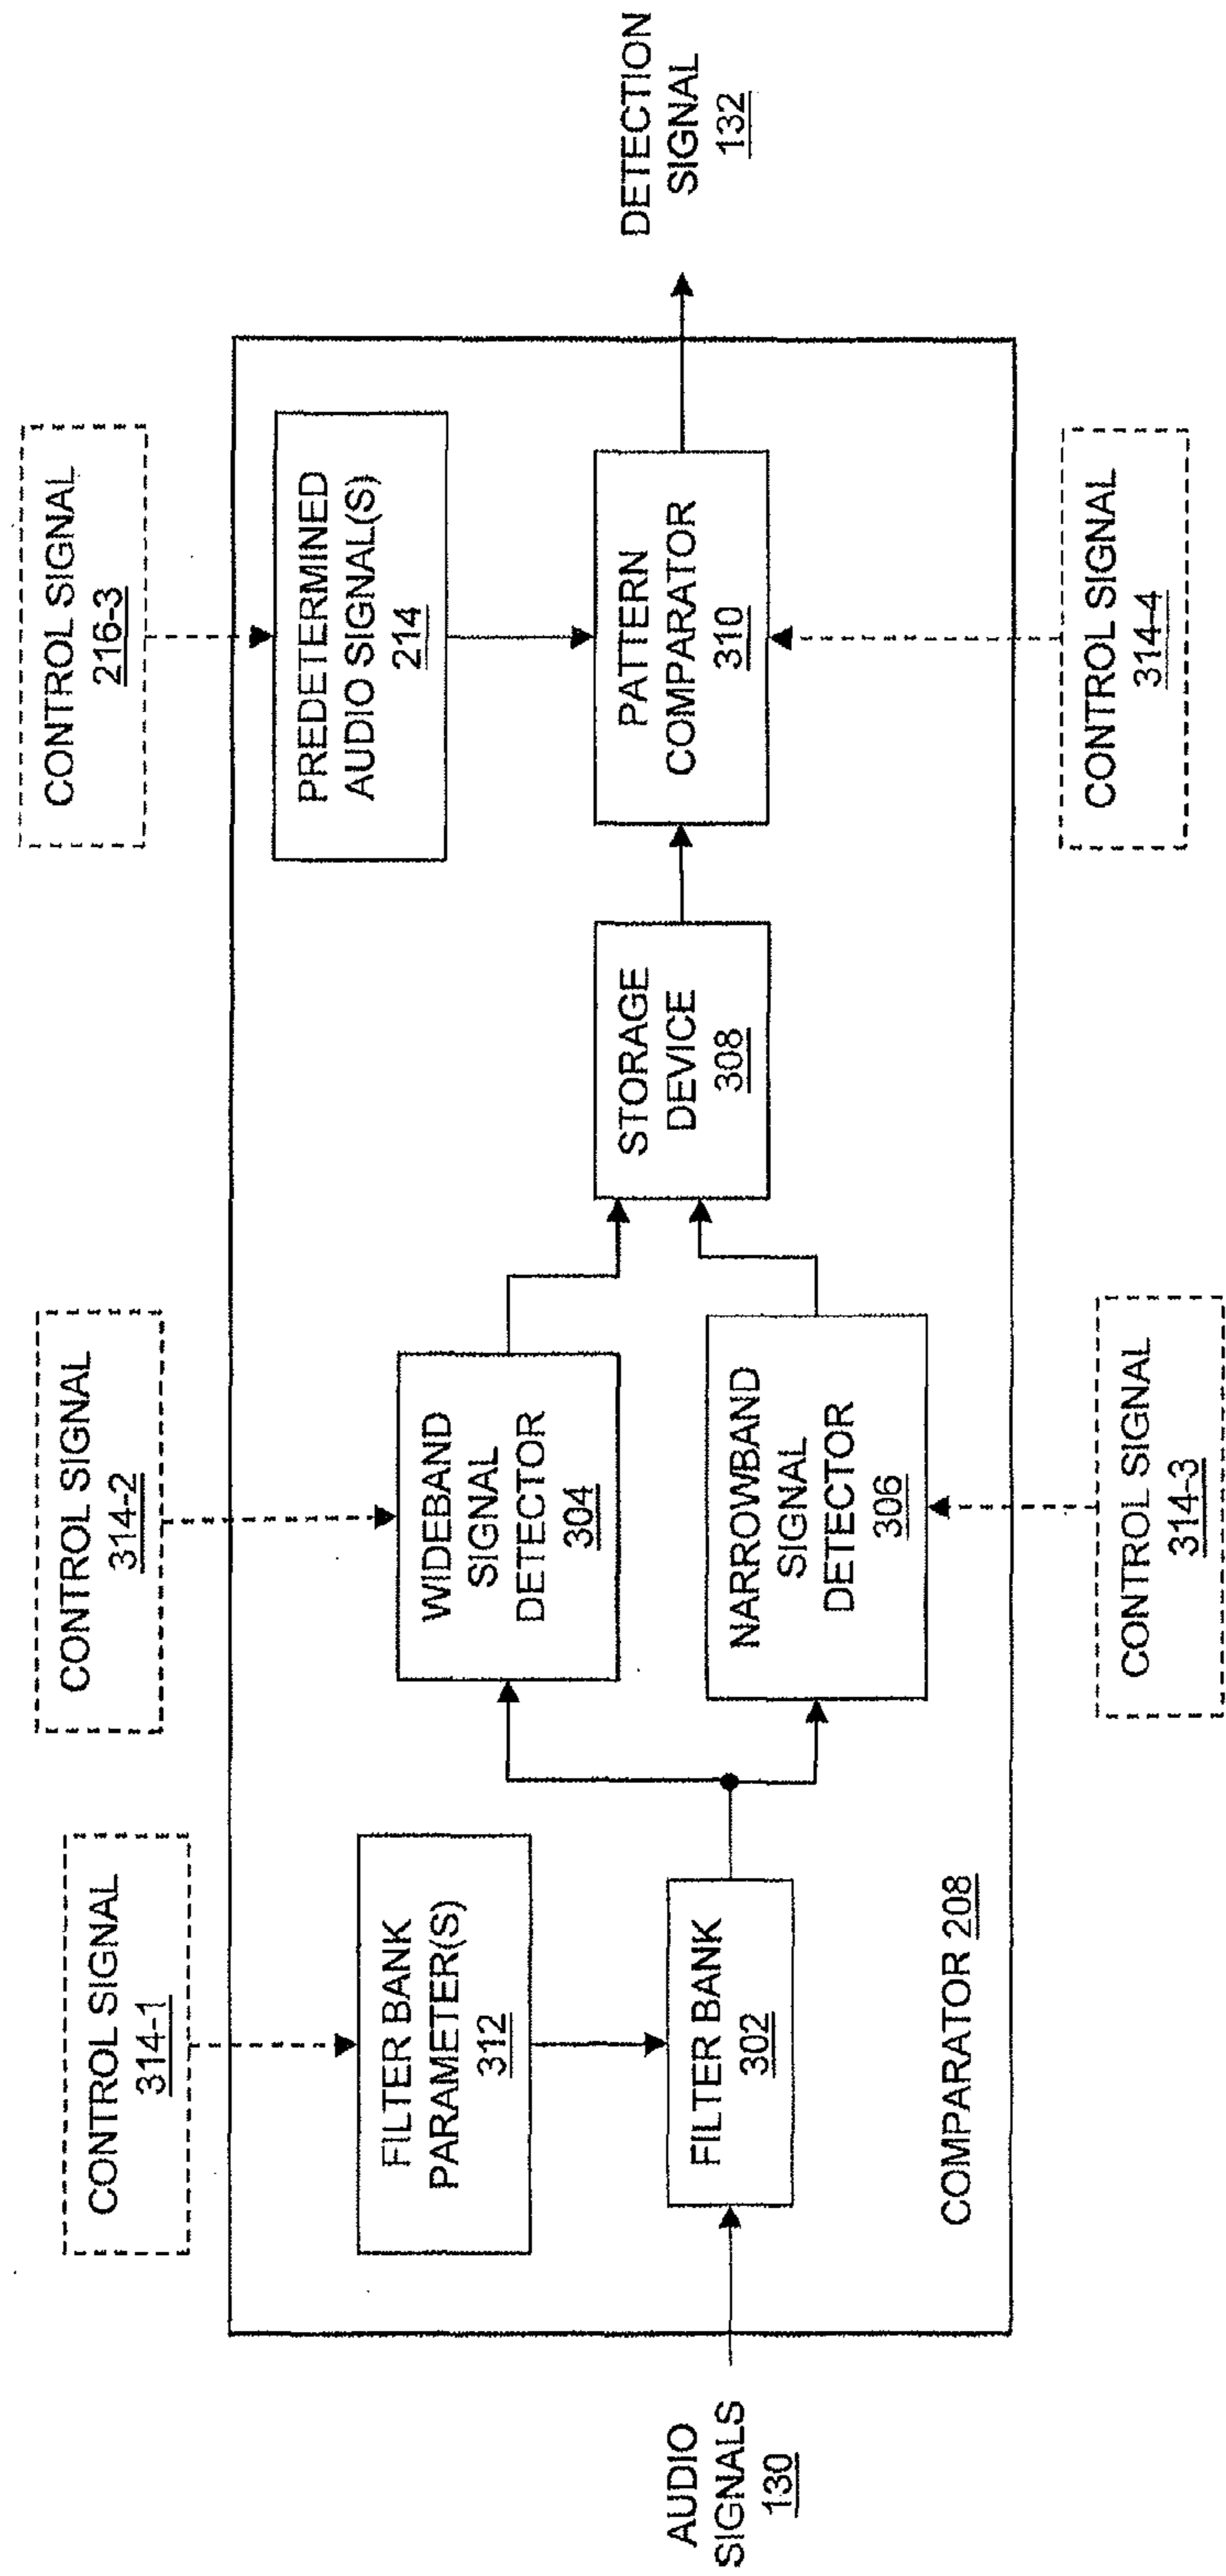 CONTROL SIGNAL
314-1
CONTROL SIGNAL
314-2
CONTROL SIGNAL
216-3
FILTER BANK
PARAMETER(S)
312
WIDEBAND
SIGNAL
DETECTOR
304
PREDETERMINED
AUDIO SIGNAL(S)
214
AUDIO
SIGNALS
130
FILTER BANK
302
NARROWBAND
SIGNAL
DETECTOR
306
STORAGE
DEVICE
308
PATTERN
COMPARATOR
310
DETECTION
SIGNAL
132
COMPARATOR 208
CONTROL SIGNAL
314-3
CONTROL SIGNAL
314-4